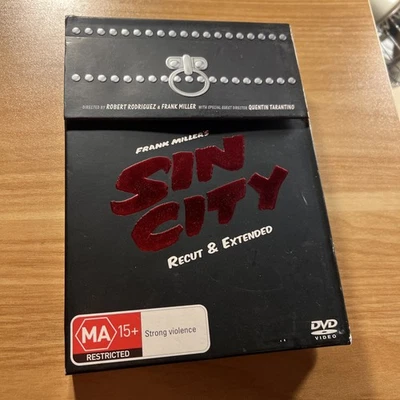 DIRECTED BY ROBERT RODRIGUEZ & FRANK MILLER WITH SPECIAL GUEST DIRECTOR QUENTIN TARANTINO
FRANK MILLER'S
SIN
CITY
RECUT & EXTENDED
MA 15+ Strong violence
RESTRICTED
DVD
VIDEO